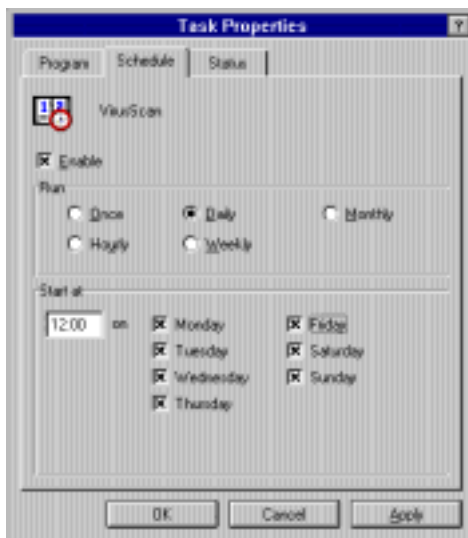 Task Properties ?
Program Schedule Status
VirusScan
Enable
Run
Once Daily Monthly
Hourly Weekly
Start at
12:00 on Monday Friday
Tuesday Saturday
Wednesday Sunday
Thursday
OK Cancel Apply